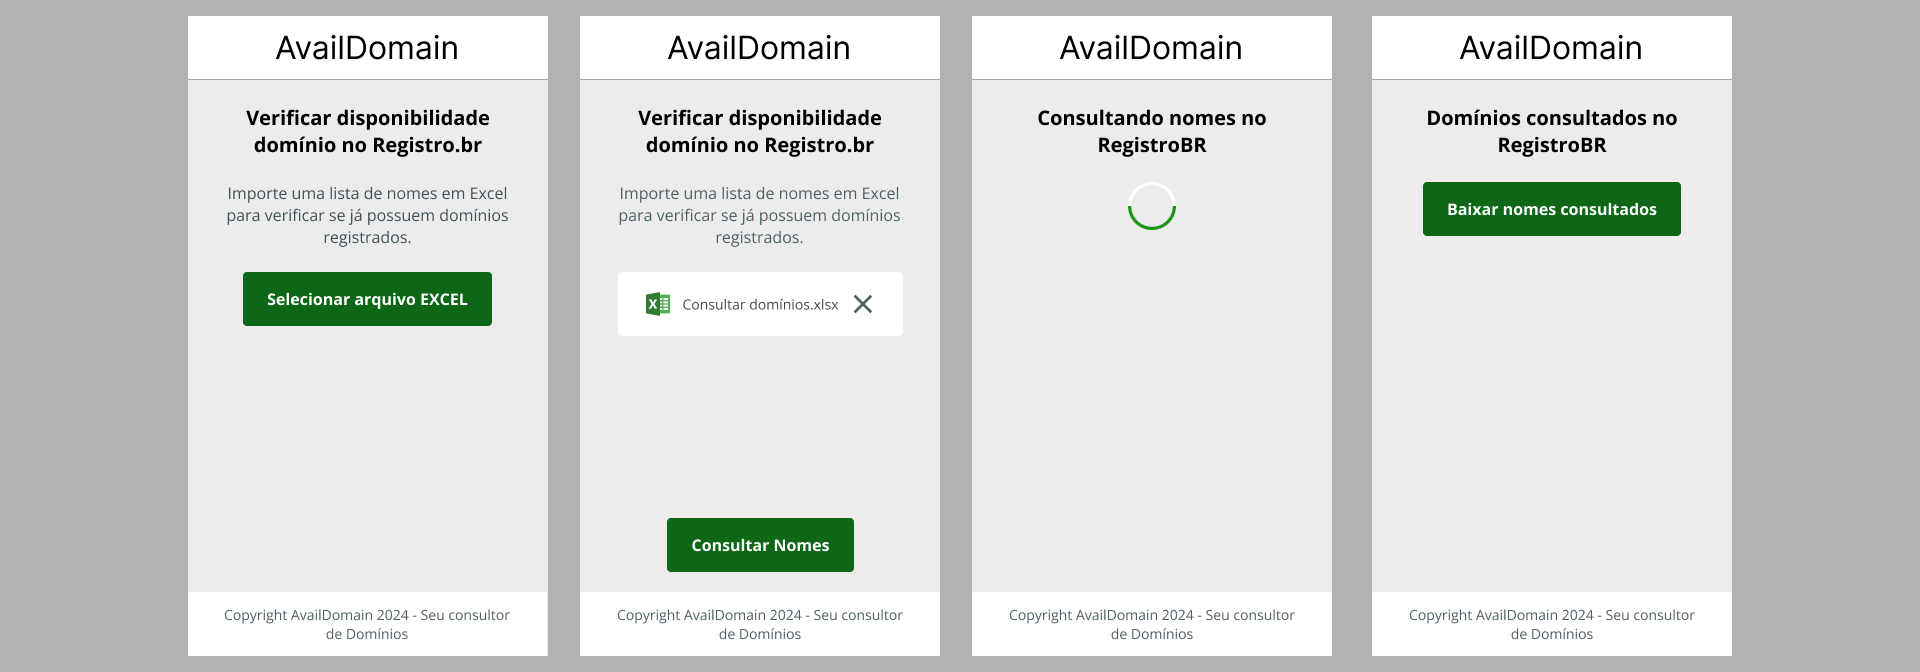 AvailDomain
Verificar disponibilidade
domínio no Registro.br
Importe uma lista de nomes em Excel
para verificar se já possuem domínios
registrados.
Selecionar arquivo EXCEL
Copyright AvailDomain 2024 - Seu consultor
de Domínios
AvailDomain
Verificar disponibilidade
domínio no Registro.br
Importe uma lista de nomes em Excel
para verificar se já possuem domínios
registrados.
X Consultar domínios.xlsx
Consultar Nomes
Copyright AvailDomain 2024 - Seu consultor
de Domínios
AvailDomain
Consultando nomes no
RegistroBR
Copyright AvailDomain 2024 - Seu consultor
de Domínios
AvailDomain
Domínios consultados no
RegistroBR
Baixar nomes consultados
Copyright AvailDomain 2024 - Seu consultor
de Domínios